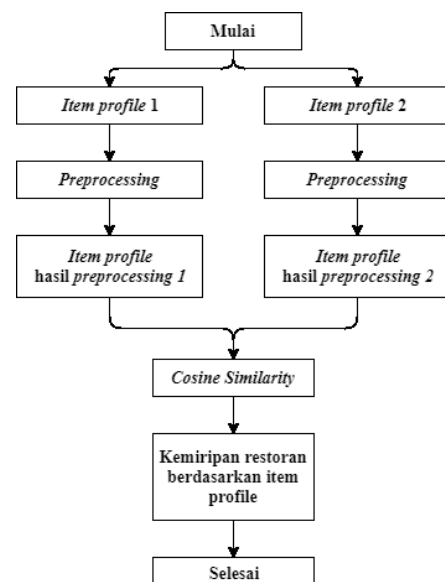 Mulai
Item profile 1
Item profile 2
Preprocessing
Preprocessing
Item profile
hasil preprocessing 1
Item profile
hasil preprocessing 2
Cosine Similarity
Kemiripan restoran
berdasarkan item
profile
Selesai